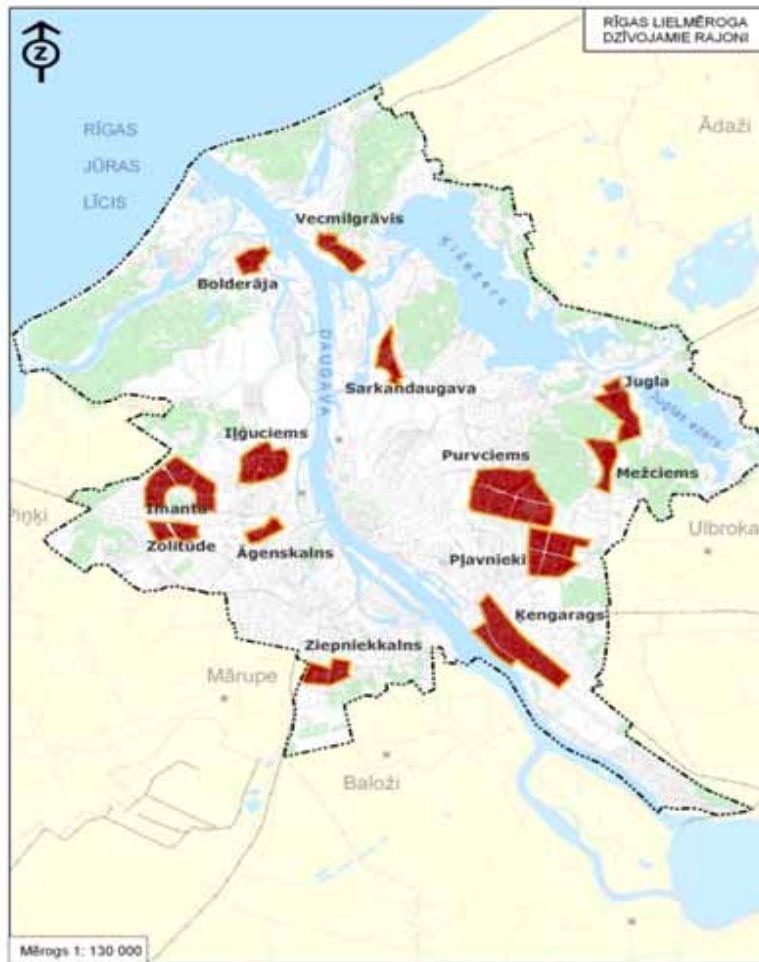 RĪGAS LIELMĒROGA
DZĪVOJAMIE RAJONI
Z
RĪGAS
JŪRAS
LĪCIS
Ādaži
Vecmilgrāvis
Ķīšezers
Bolderāja
DAUGAVA
Sarkandaugava
Jugla
Juglas ezers
Iļģuciems
Purvciems
Mežciems
Imanta
Piņķi
Ulbroka
Zolitūde
Āgenskalns
Pļavnieki
Ķengarags
Ziepniekkalns
Mārupe
Baloži
Mērogs 1: 130 000